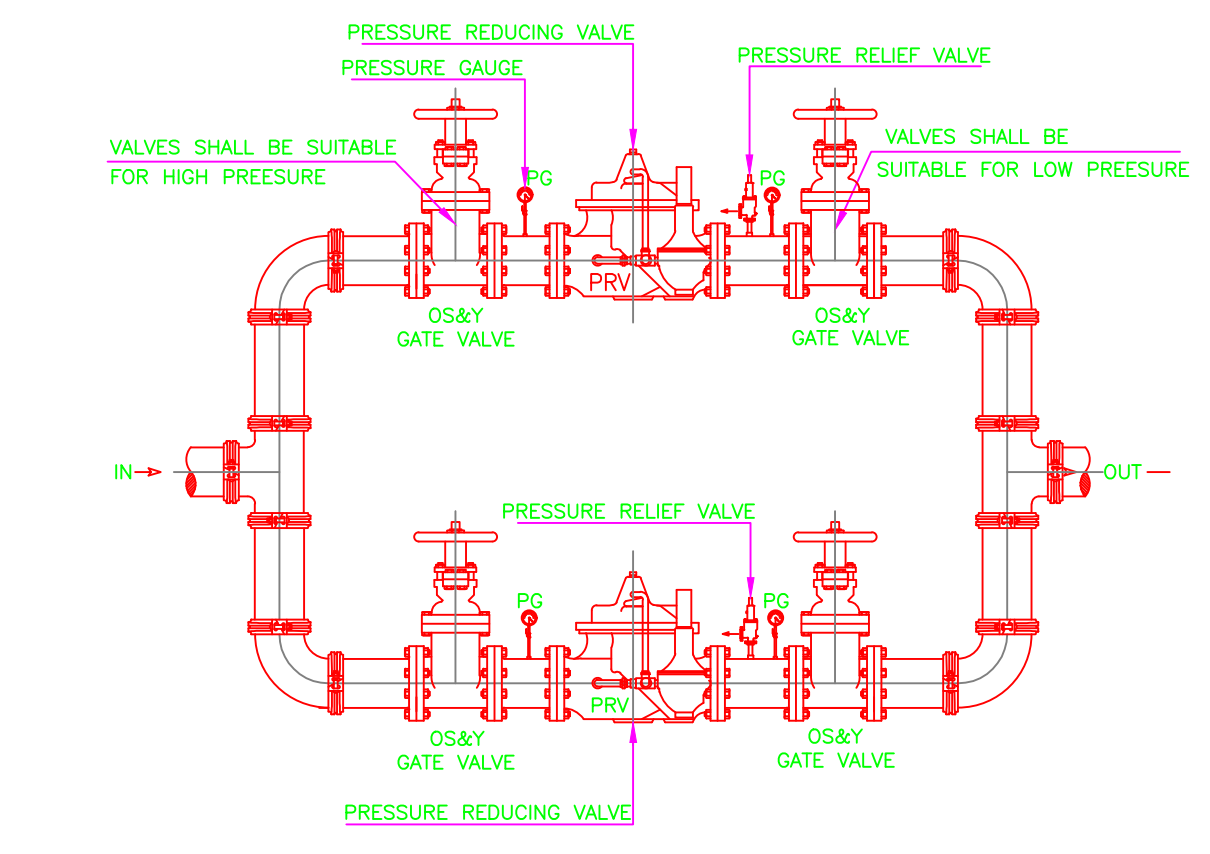 PRESSURE REDUCING VALVE
PRESSURE RELIEF VALVE
PRESSURE GAUGE
VALVES SHALL BE SUITABLE
FOR HIGH PREESURE
VALVES SHALL BE
SUITABLE FOR LOW PREESURE
PG
PG
PRV
OS&Y
GATE VALVE
OS&Y
GATE VALVE
IN
OUT
PRESSURE RELIEF VALVE
PG
PG
PRV
OS&Y
GATE VALVE
OS&Y
GATE VALVE
PRESSURE REDUCING VALVE